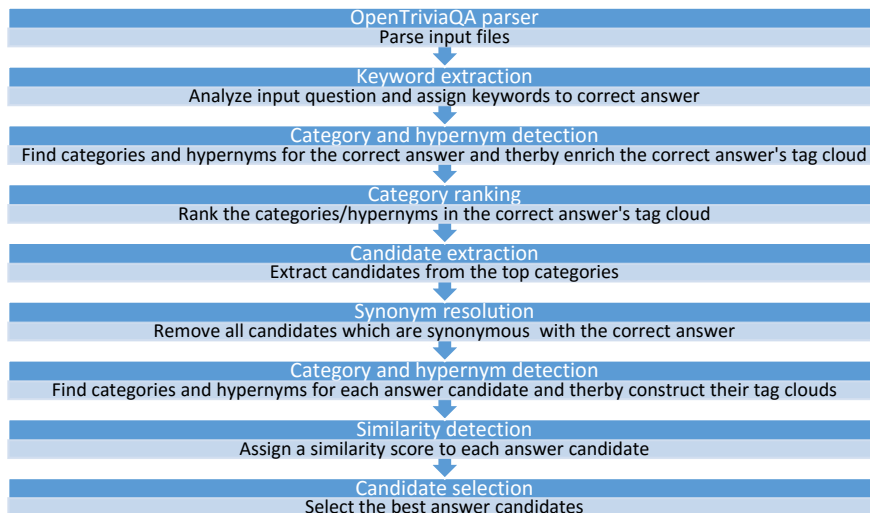 OpenTriviaQA parser
Parse input files
Keyword extraction
Analyze input question and assign keywords to correct answer
Category and hypernym detection
Find categories and hypernyms for the correct answer and therby enrich the correct answer's tag cloud
Category ranking
Rank the categories/hypernyms in the correct answer's tag cloud
Candidate extraction
Extract candidates from the top categories
Synonym resolution
Remove all candidates which are synonymous with the correct answer
Category and hypernym detection
Find categories and hypernyms for each answer candidate and therby construct their tag clouds
Similarity detection
Assign a similarity score to each answer candidate
Candidate selection
Select the best answer candidates